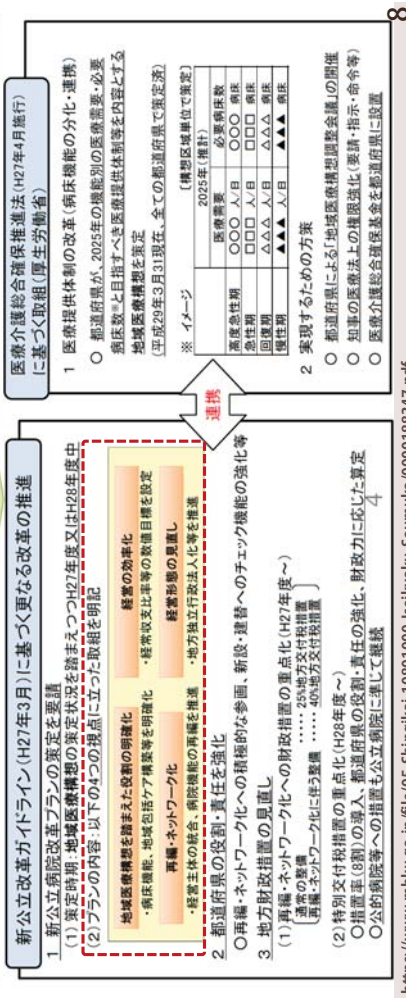 新公立改革ガイドライン(H27年3月)に基づく更なる改革の推進
1 新公立病院改革プランの策定を要請
(1) 策定時期:地域医療構想の策定状況を踏まえつつH27年度又はH28年度中
(2) プランの内容:以下の4つの視点に立った取組を明記
地域医療構想を踏まえた役割の明確化
・病床機能、地域包括ケア構築等を明確化
経営の効率化
・経常収支比率等の数値目標を設定
再編・ネットワーク化
・経営主体の統合、病院機能の再編を推進
経営形態の見直し
・地方独立行政法人化等を推進
2 都道府県の役割・責任を強化
○再編・ネットワーク化への積極的な参画、新設・建替へのチェック機能の強化等
3 地方財政措置の見直し
(1) 再編・ネットワーク化への財政措置の重点化(H27年度~)
通常の整備 ‥‥‥ 25%地方交付税措置
再編・ネットワーク化に伴う整備 ‥‥‥ 40%地方交付税措置
(2) 特別交付税措置の重点化(H28年度~)
○措置率(8割)の導入、都道府県の役割・責任の強化、財政力に応じた算定
○公的病院等への措置も公立病院に準じて継続
4
連携
医療介護総合確保推進法(H27年4月施行)
に基づく取組(厚生労働省)
1 医療提供体制の改革(病床機能の分化・連携)
○ 都道府県が、2025年の機能別の医療需要・必要
病床数※と目指すべき医療提供体制等を内容とする
地域医療構想を策定
(平成29年3月31現在、全ての都道府県で策定済)
※ イメージ
[構想区域単位で策定]
2025年(推計)
医療需要 必要病床数
高度急性期 ○○○ 人/日 ○○○ 病床
急性期 □□□ 人/日 □□□ 病床
回復期 △△△ 人/日 △△△ 病床
慢性期 ▲▲▲ 人/日 ▲▲▲ 病床
2 実現するための方策
○ 都道府県による「地域医療構想調整会議」の開催
○ 知事の医療法上の権限強化(要請・指示・命令等)
○ 医療介護総合確保基金を都道府県に設置
8